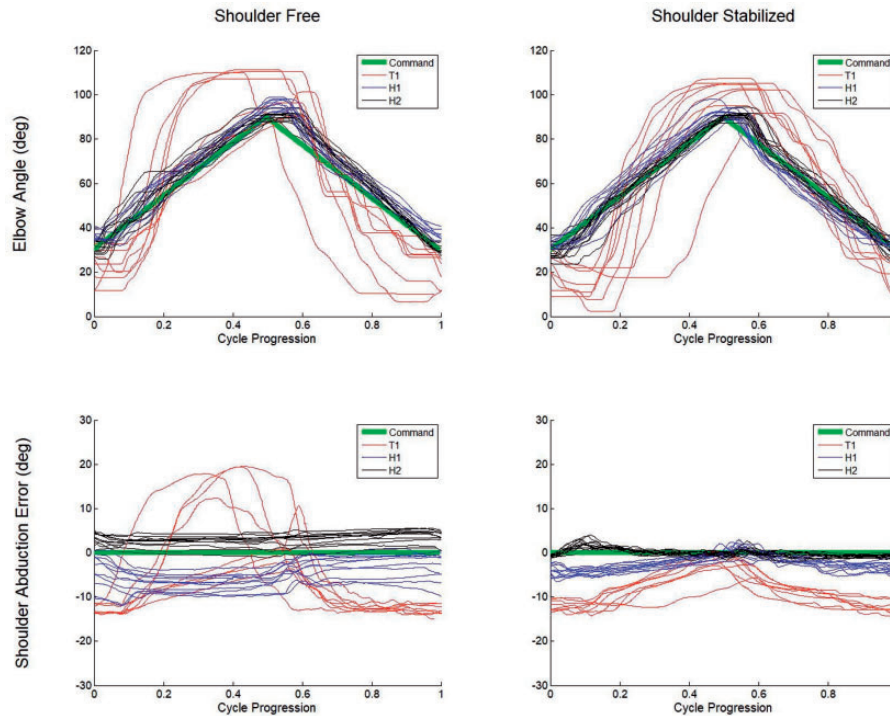 Shoulder Free
Shoulder Stabilized
Elbow Angle (deg)
120
100
80
60
40
20
0
0 0.2 0.4 0.6 0.8 1
Cycle Progression
Command
T1
H1
H2
120
100
80
60
40
20
0
0 0.2 0.4 0.6 0.8
Cycle Progression
Command
T1
H1
H2
Shoulder Abduction Error (deg)
30
20
10
0
-10
-20
-30
0 0.2 0.4 0.6 0.8 1
Cycle Progression
Command
T1
H1
H2
30
20
10
0
-10
-20
-30
0 0.2 0.4 0.6 0.8
Cycle Progression
Command
T1
H1
H2